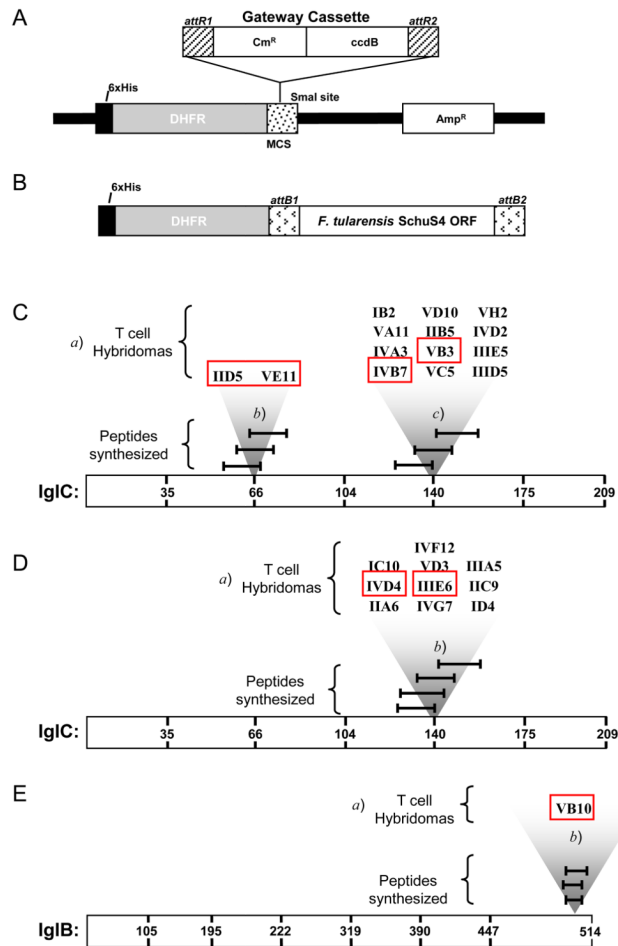 A
Gateway Cassette
attR1
attR2
CmR
ccdB
6xHis
SmaI site
DHFR
AmpR
MCS
B
6xHis
attB1
attB2
DHFR
F. tularensis SchuS4 ORF
C
a) T cell Hybridomas
IB2 VD10 VH2
VA11 IIB5 IVD2
IVA3 VB3 IIIE5
IVB7 VC5 IIID5
IID5 VE11
b)
c)
Peptides synthesized
IglC:
35 66 104 140 175 209
D
a) T cell Hybridomas
IVF12
IC10 VD3 IIIA5
IVD4 IIIE6 IIC9
IIA6 IVG7 ID4
b)
Peptides synthesized
IglC:
35 66 104 140 175 209
E
a) T cell Hybridomas
VB10
b)
Peptides synthesized
IglB:
105 195 222 319 390 447 514